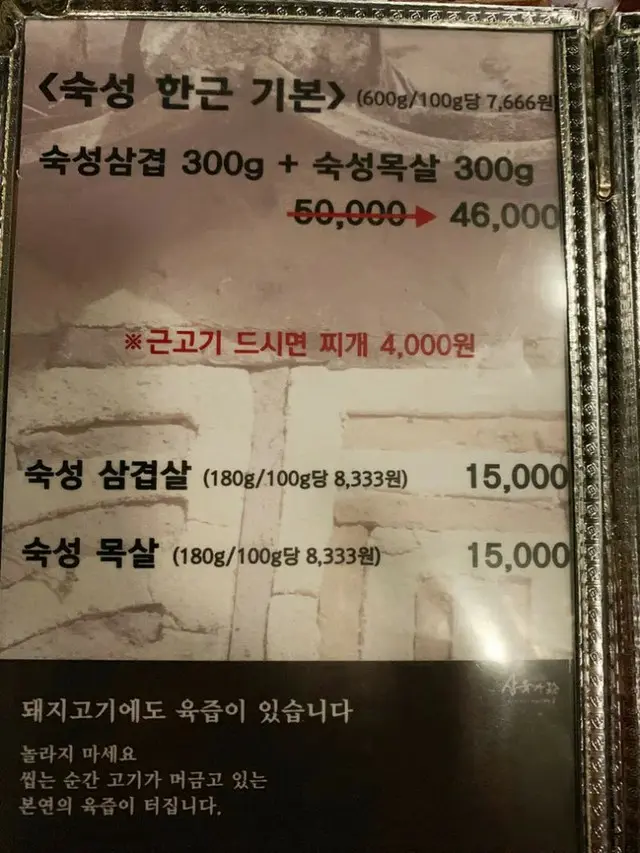 <숙성 한근 기본> (600g/100g당 7,666원
숙성삼겹 300g + 숙성목살 300g
50,000 → 46,000
※근고기 드시면 찌개 4,000원
숙성 삼겹살 (180g/100g당 8,333원) 15,000
숙성 목살 (180g/100g당 8,333원) 15,000
돼지고기에도 육즙이 있습니다
놀라지 마세요
씹는 순간 고기가 머금고 있는
본연의 육즙이 터집니다.